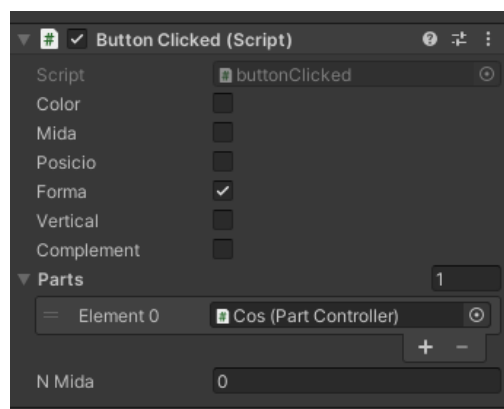 # Button Clicked (Script)
Script # buttonClicked
Color
Mida
Posicio
Forma
Vertical
Complement
Parts 1
Element 0 # Cos (Part Controller)
+ -
N Mida 0